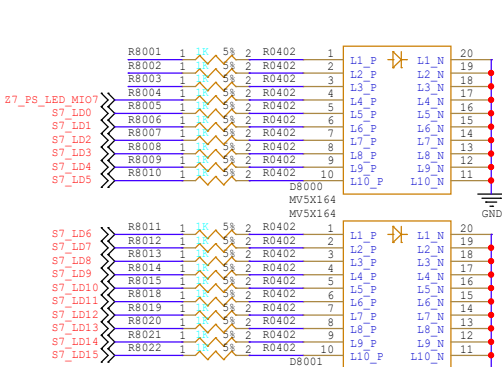 R8001 1 1K 5% 2 R0402 1 L1_P L1_N 20
R8002 1 1K 5% 2 R0402 2 L2_P L2_N 19
R8003 1 1K 5% 2 R0402 3 L3_P L3_N 18
Z7_PS_LED_MIO7 R8004 1 1K 5% 2 R0402 4 L4_P L4_N 17
S7_LD0 R8005 1 1K 5% 2 R0402 5 L5_P L5_N 16
S7_LD1 R8006 1 1K 5% 2 R0402 6 L6_P L6_N 15
S7_LD2 R8007 1 1K 5% 2 R0402 7 L7_P L7_N 14
S7_LD3 R8008 1 1K 5% 2 R0402 8 L8_P L8_N 13
S7_LD4 R8009 1 1K 5% 2 R0402 9 L9_P L9_N 12
S7_LD5 R8010 1 1K 5% 2 R0402 10 L10_P L10_N 11
D8000
MV5X164
MV5X164
GND
S7_LD6 R8011 1 1K 5% 2 R0402 1 L1_P L1_N 20
S7_LD7 R8012 1 1K 5% 2 R0402 2 L2_P L2_N 19
S7_LD8 R8013 1 1K 5% 2 R0402 3 L3_P L3_N 18
S7_LD9 R8014 1 1K 5% 2 R0402 4 L4_P L4_N 17
S7_LD10 R8015 1 1K 5% 2 R0402 5 L5_P L5_N 16
S7_LD11 R8018 1 1K 5% 2 R0402 6 L6_P L6_N 15
S7_LD12 R8019 1 1K 5% 2 R0402 7 L7_P L7_N 14
S7_LD13 R8020 1 1K 5% 2 R0402 8 L8_P L8_N 13
S7_LD14 R8021 1 1K 5% 2 R0402 9 L9_P L9_N 12
S7_LD15 R8022 1 1K 5% 2 R0402 10 L10_P L10_N 11
D8001